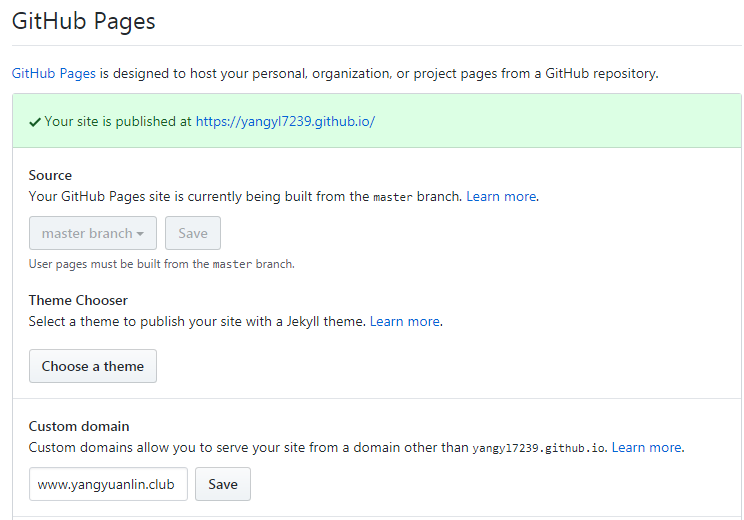 GitHub Pages
GitHub Pages is designed to host your personal, organization, or project pages from a GitHub repository.
Your site is published at https://yangyl7239.github.io/
Source
Your GitHub Pages site is currently being built from the master branch. Learn more.
master branch Save
User pages must be built from the master branch.
Theme Chooser
Select a theme to publish your site with a Jekyll theme. Learn more.
Choose a theme
Custom domain
Custom domains allow you to serve your site from a domain other than yangyl7239.github.io. Learn more.
www.yangyuanlin.club Save